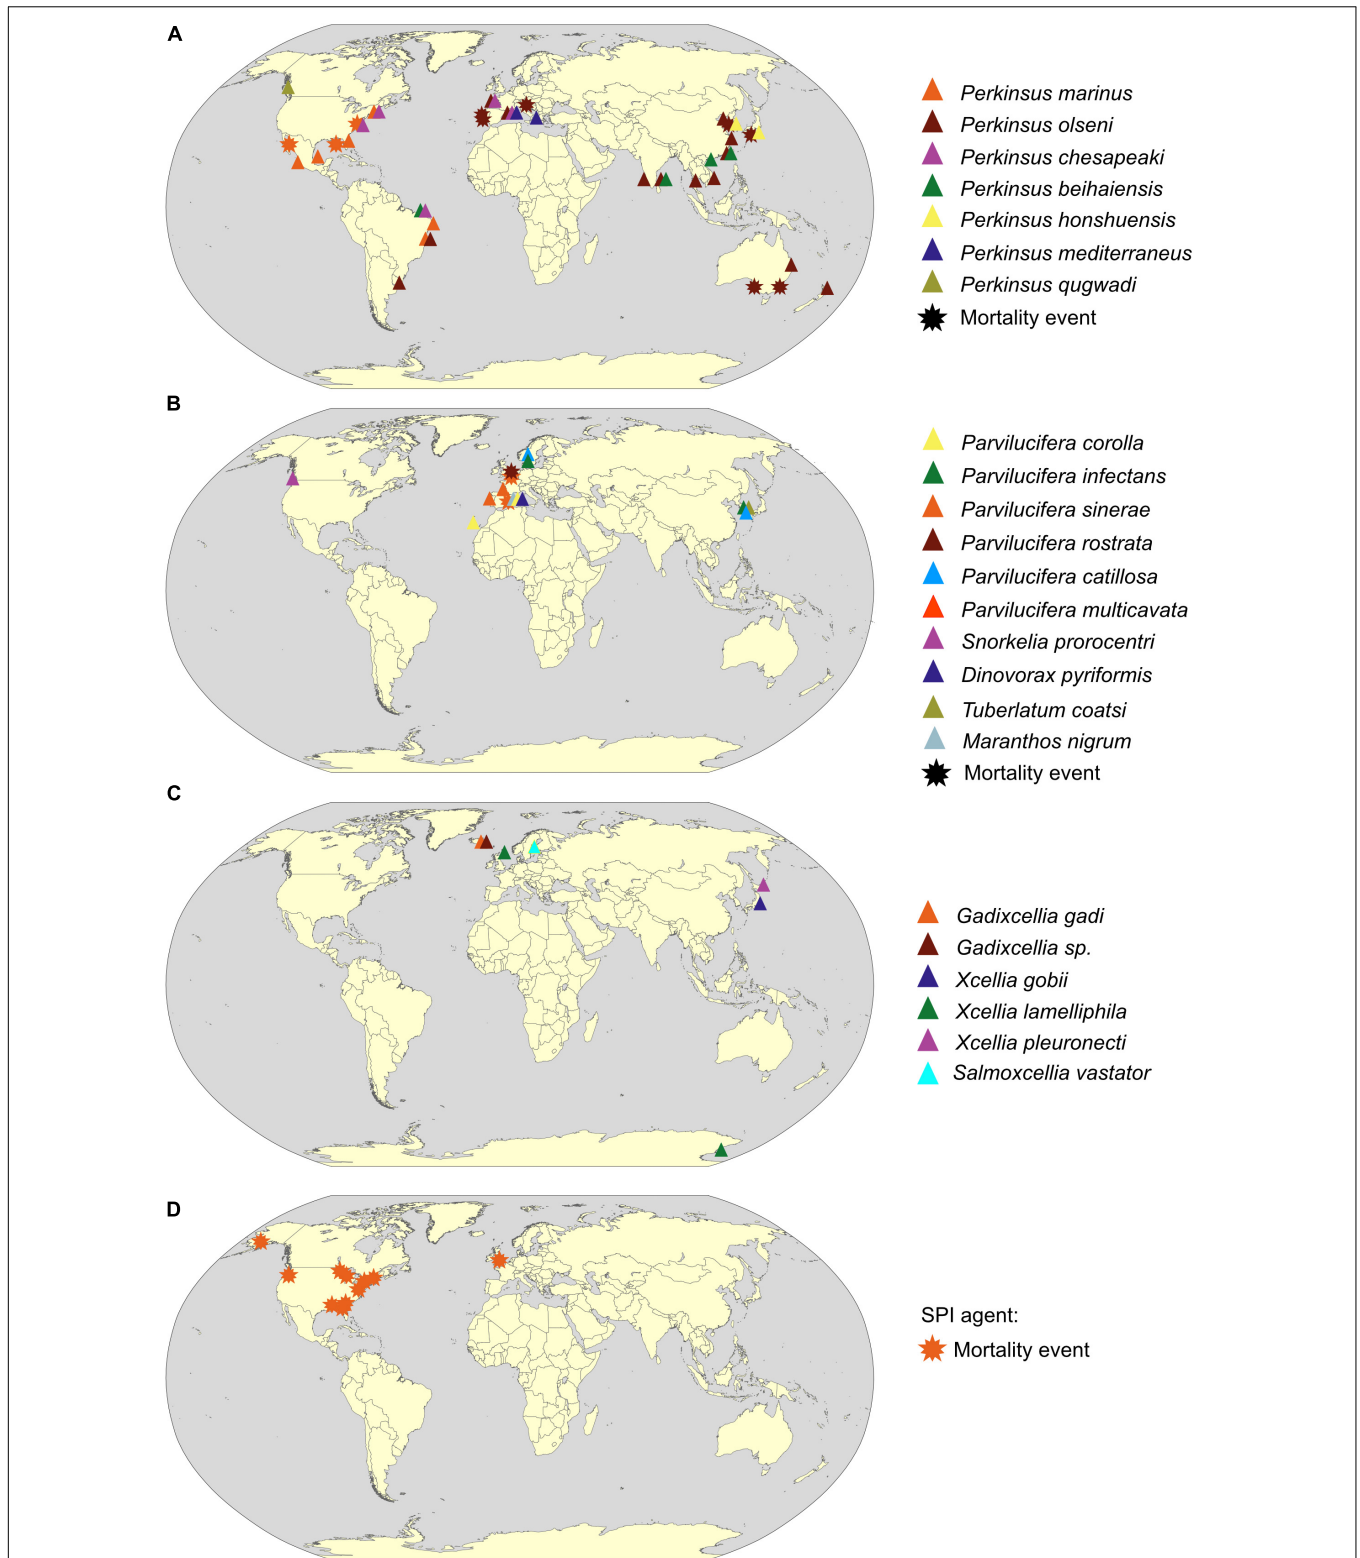 A
Perkinsus marinus
Perkinsus olseni
Perkinsus chesapeaki
Perkinsus beihaiensis
Perkinsus honshuensis
Perkinsus mediterraneus
Perkinsus qugwadi
Mortality event
B
Parvilucifera corolla
Parvilucifera infectans
Parvilucifera sinerae
Parvilucifera rostrata
Parvilucifera catillosa
Parvilucifera multicavata
Snorkelia prorocentri
Dinovorax pyriformis
Tuberlatum coatsi
Maranthos nigrum
Mortality event
C
Gadixcellia gadi
Gadixcellia sp.
Xcellia gobii
Xcellia lamelliphila
Xcellia pleuronecti
Salmoxcellia vastator
D
SPI agent:
Mortality event